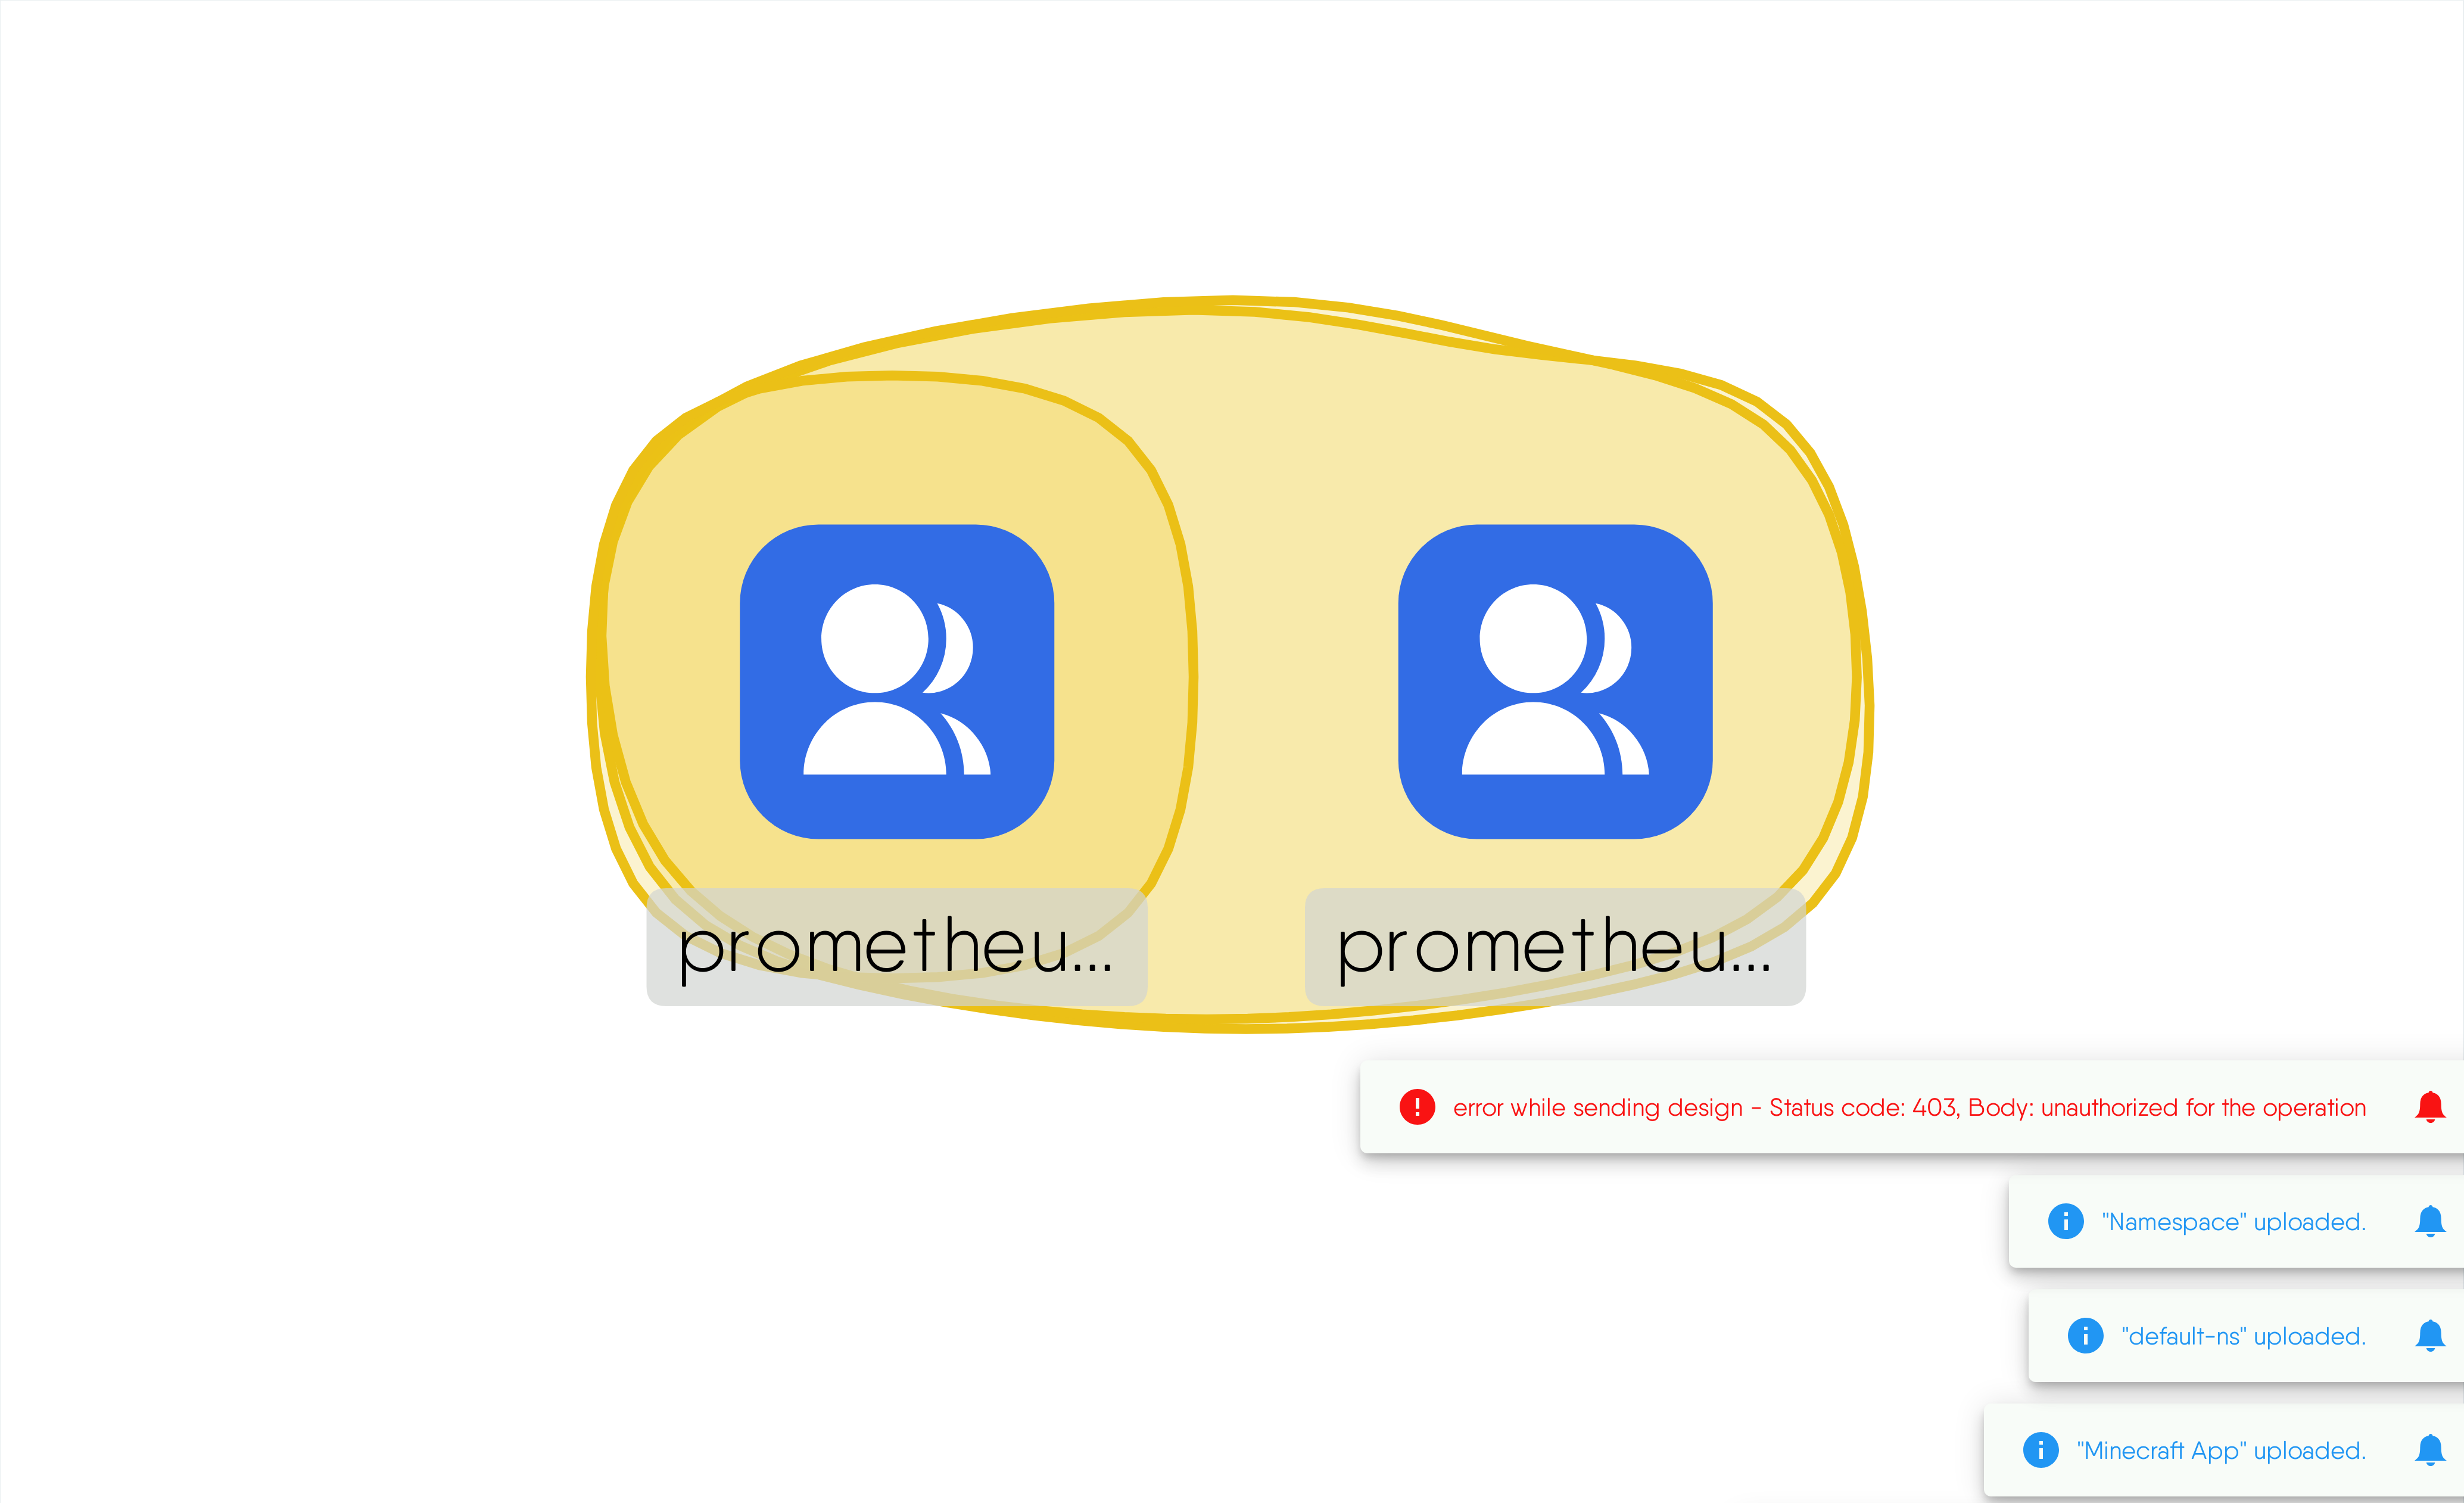 prometheu...
prometheu...
error while sending design - Status code: 403, Body: unauthorized for the operation
"Namespace" uploaded.
"default-ns" uploaded.
"Minecraft App" uploaded.